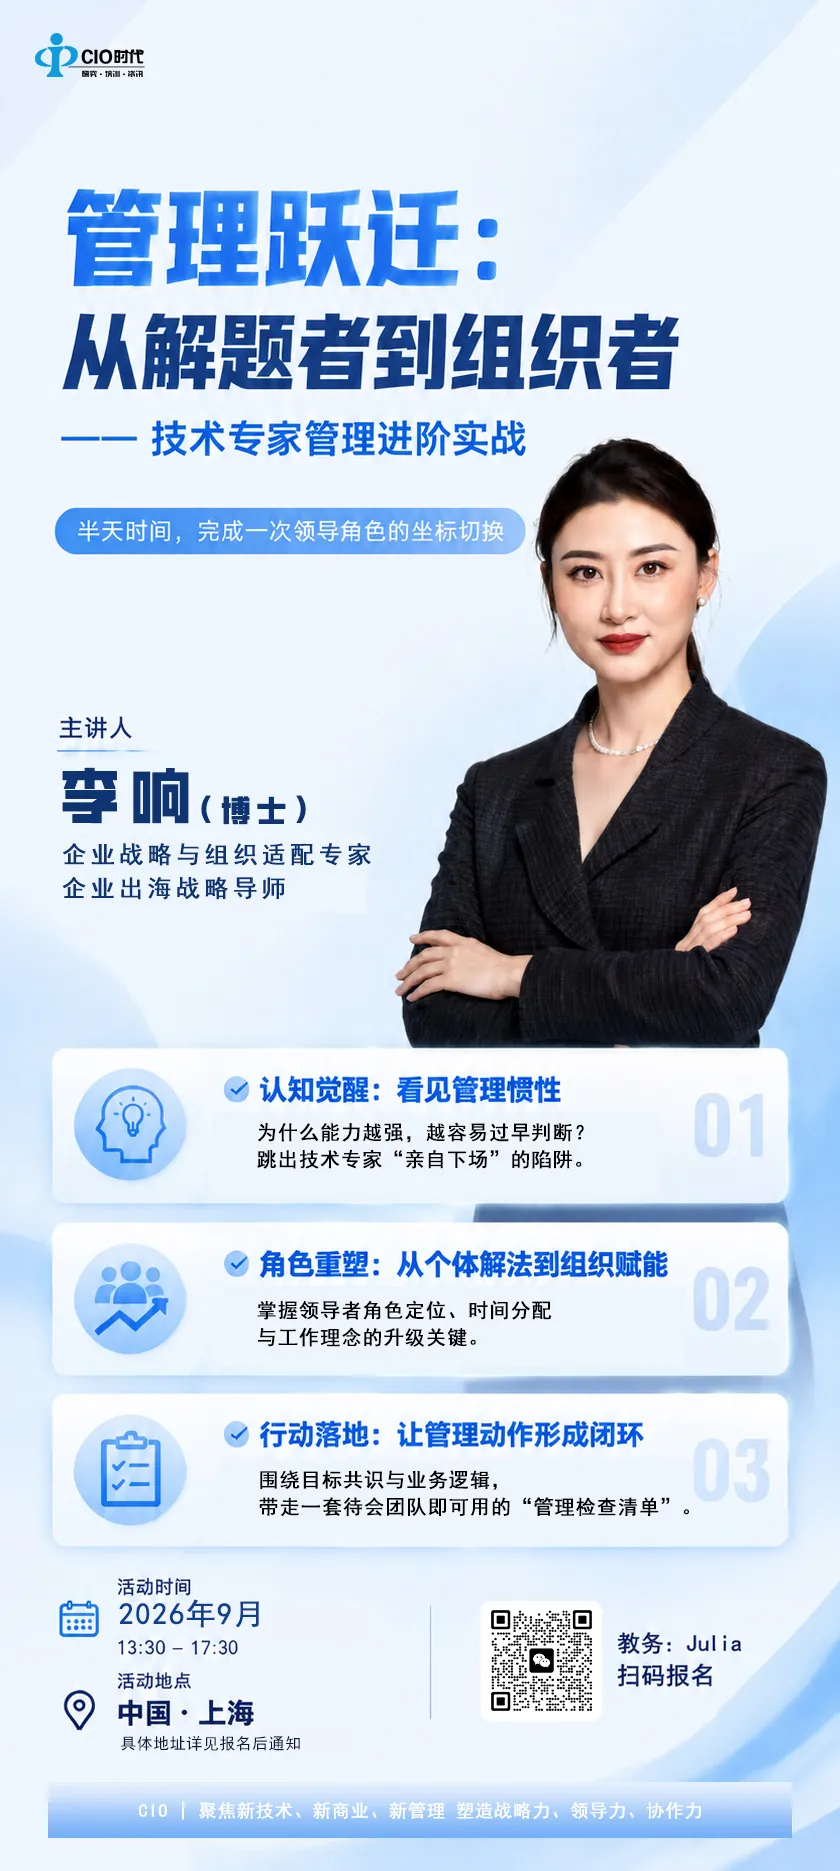 CIO时代
研究·培训·资讯
管理跃迁：
从解题者到组织者
—— 技术专家管理进阶实战
半天时间，完成一次领导角色的坐标切换
主讲人
李响（博士）
企业战略与组织适配专家
企业出海战略导师
认知觉醒：看见管理惯性
为什么能力越强，越容易过早判断？
跳出技术专家“亲自下场”的陷阱。
01
角色重塑：从个体解法到组织赋能
掌握领导者角色定位、时间分配
与工作理念的升级关键。
02
行动落地：让管理动作形成闭环
围绕目标共识与业务逻辑，
带走一套待会团队即可用的“管理检查清单”。
03
活动时间
2026年9月
13:30 – 17:30
活动地点
中国·上海
具体地址详见报名后通知
教务：Julia
扫码报名
CIO | 聚焦新技术、新商业、新管理 塑造战略力、领导力、协作力